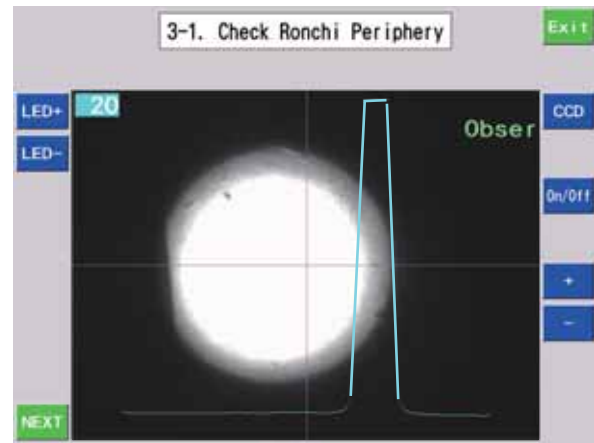 3-1. Check Ronchi Periphery
Exit
LED+
20
CCD
Obser
LED-
On/Off
+
-
NEXT